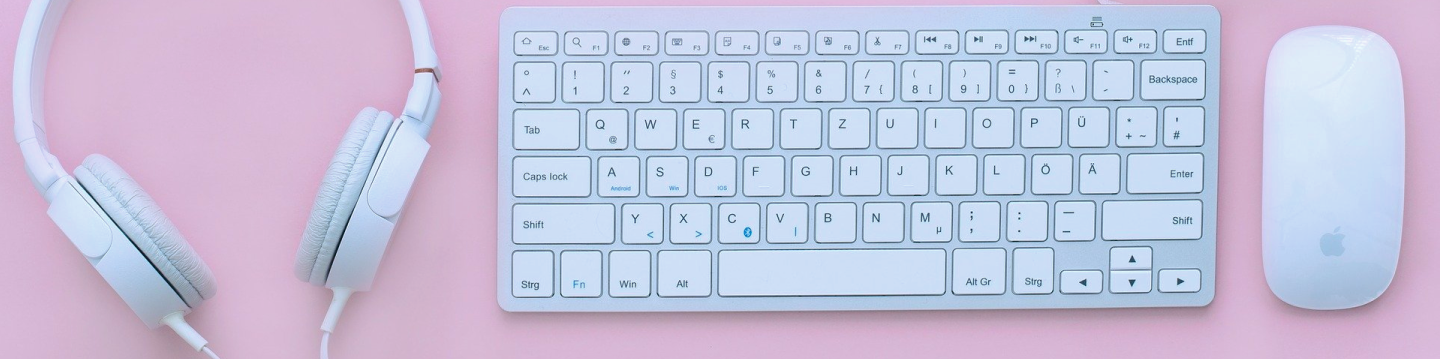 Esc F1 F2 F3 F4 F5 F6 F7 F8 F9 F10 F11 F12 Entf
° ^ ! 1 " 2 § 3 $ 4 % 5 & 6 / 7 { ( 8 [ ) 9 ] = 0 } ? ß \ Backspace
Tab Q @ W E € R T Z U I O P Ü * + ~ ' #
Caps lock A Android S Win D iOS F G H J K L Ö Ä Enter
Shift Y < X > C V | B N M µ ; , : . — – Shift
Strg Fn Win Alt Alt Gr Strg ◀ ▲ ▼ ▶